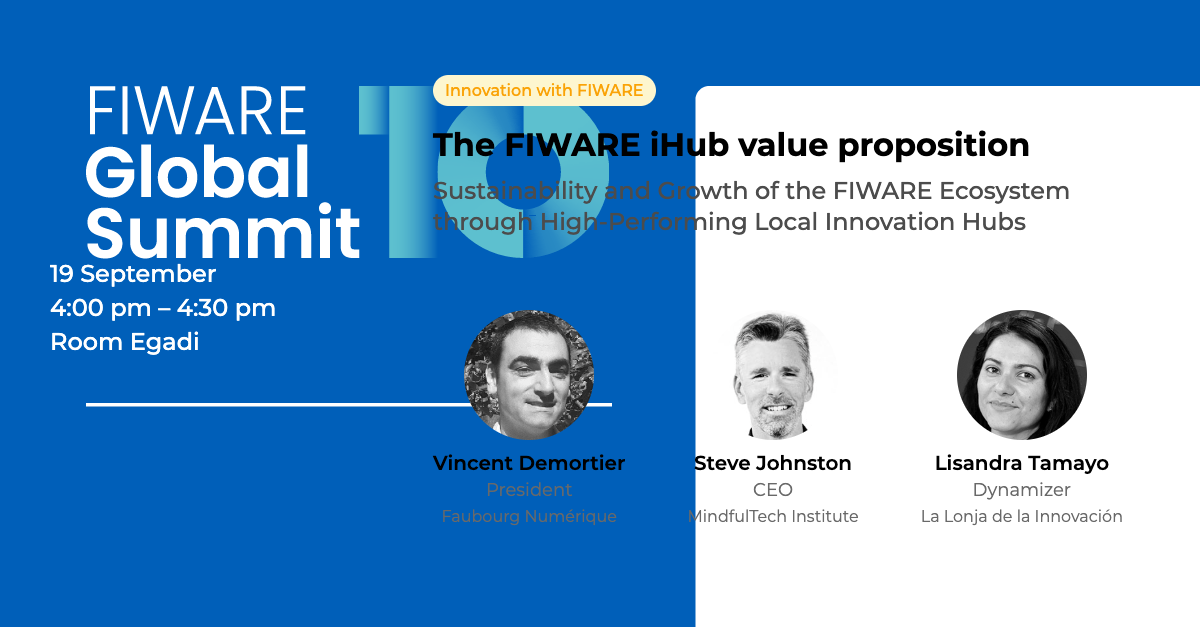 FIWARE
Global
Summit
10
19 September
4:00 pm – 4:30 pm
Room Egadi
Innovation with FIWARE
The FIWARE iHub value proposition
Sustainability and Growth of the FIWARE Ecosystem
through High-Performing Local Innovation Hubs
Vincent Demortier
President
Faubourg Numérique
Steve Johnston
CEO
MindfulTech Institute
Lisandra Tamayo
Dynamizer
La Lonja de la Innovación